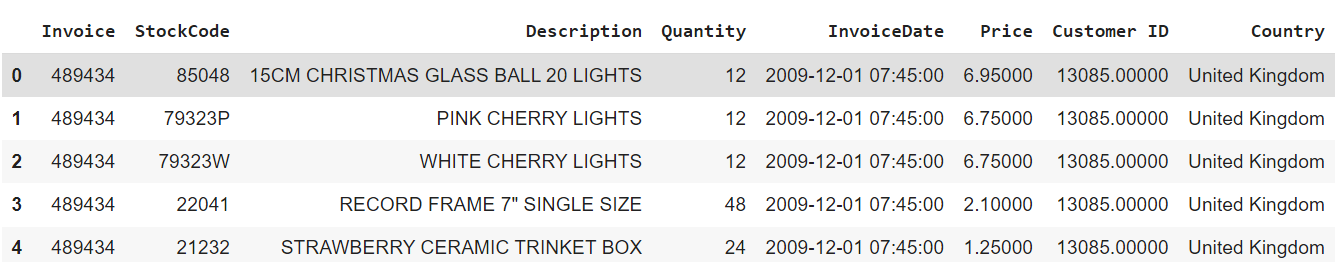 Invoice StockCode Description Quantity InvoiceDate Price Customer ID Country
0 489434 85048 15CM CHRISTMAS GLASS BALL 20 LIGHTS 12 2009-12-01 07:45:00 6.95000 13085.00000 United Kingdom
1 489434 79323P PINK CHERRY LIGHTS 12 2009-12-01 07:45:00 6.75000 13085.00000 United Kingdom
2 489434 79323W WHITE CHERRY LIGHTS 12 2009-12-01 07:45:00 6.75000 13085.00000 United Kingdom
3 489434 22041 RECORD FRAME 7" SINGLE SIZE 48 2009-12-01 07:45:00 2.10000 13085.00000 United Kingdom
4 489434 21232 STRAWBERRY CERAMIC TRINKET BOX 24 2009-12-01 07:45:00 1.25000 13085.00000 United Kingdom